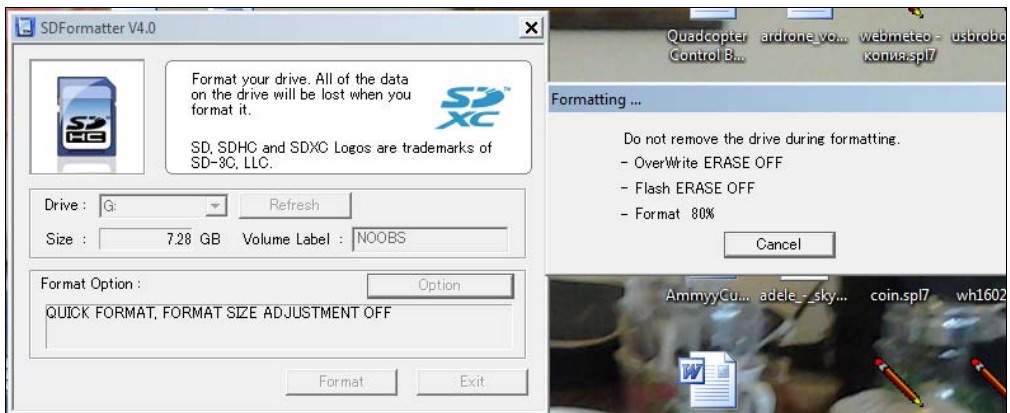 SDFormatter V4.0
Format your drive. All of the data
on the drive will be lost when you
format it.
SD, SDHC and SDXC Logos are trademarks of
SD-3C, LLC.
SD HC
SD XC
Drive : G: Refresh
Size : 7.28 GB Volume Label : NOOBS
Format Option : Option
QUICK FORMAT, FORMAT SIZE ADJUSTMENT OFF
Format Exit
Quadcopter
Control B...
ardrone_vo...
webmeteo -
копия.spl7
usbrobo
Formatting ...
Do not remove the drive during formatting.
- OverWrite ERASE OFF
- Flash ERASE OFF
- Format 80%
Cancel
AmmyyCu... adele_-_sky... coin.spl7 wh1602
W